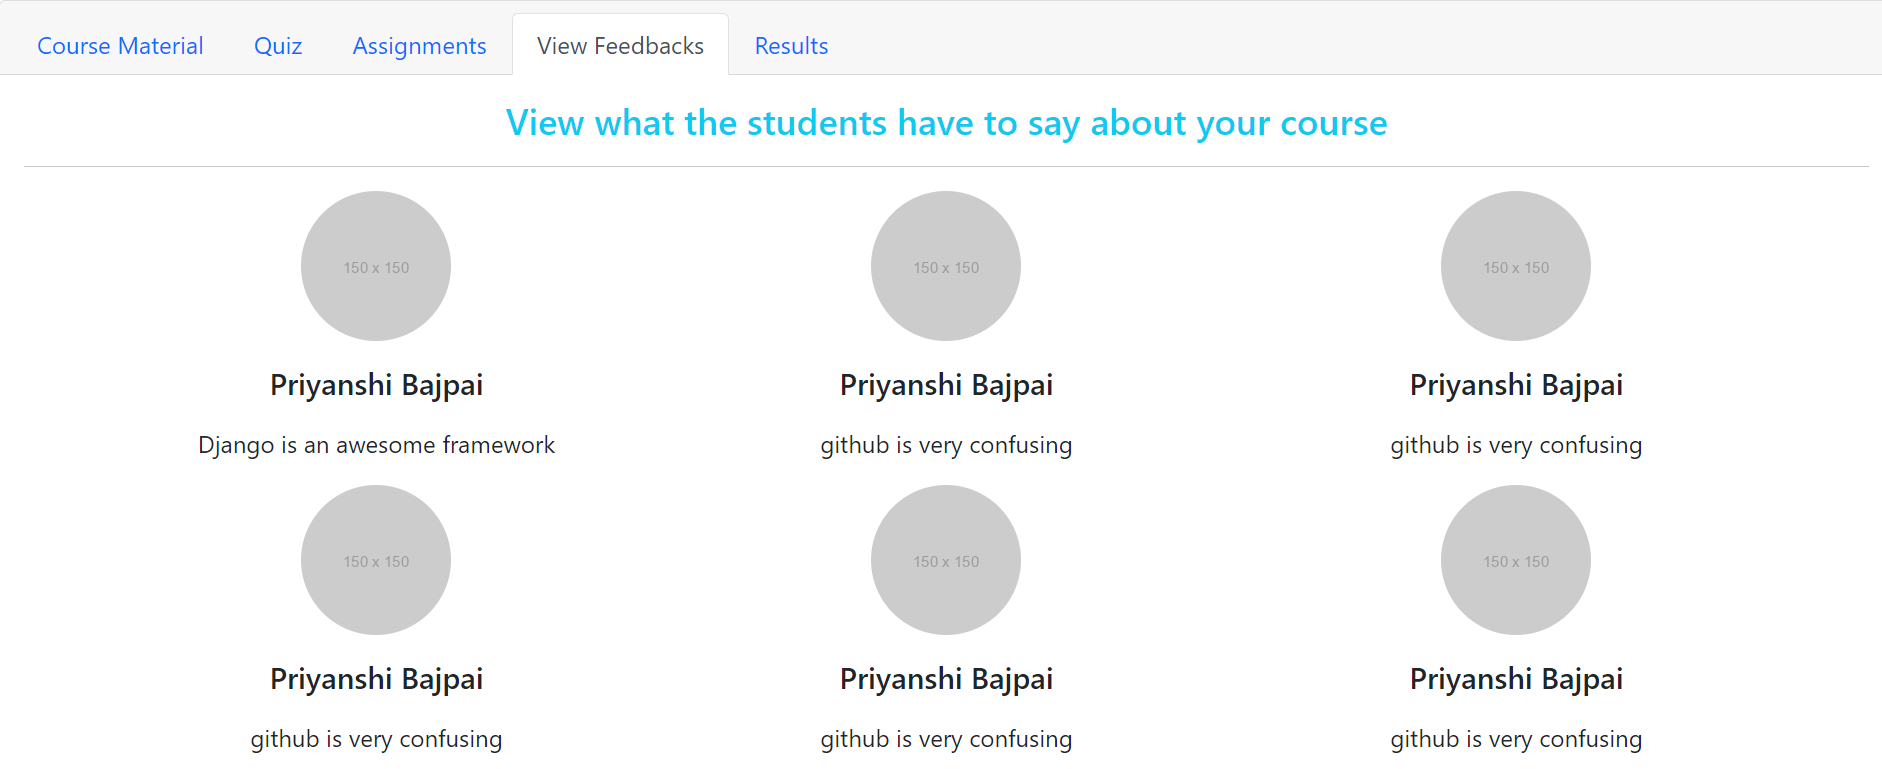 Course Material Quiz Assignments View Feedbacks Results
View what the students have to say about your course
150 x 150 150 x 150 150 x 150
Priyanshi Bajpai Priyanshi Bajpai Priyanshi Bajpai
Django is an awesome framework github is very confusing github is very confusing
150 x 150 150 x 150 150 x 150
Priyanshi Bajpai Priyanshi Bajpai Priyanshi Bajpai
github is very confusing github is very confusing github is very confusing